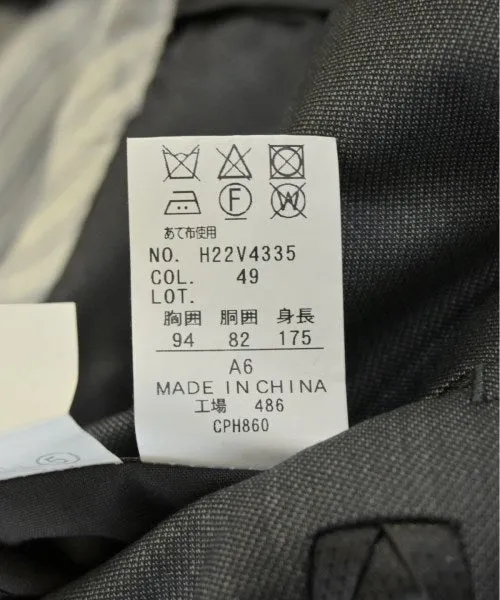 F W
あて布使用
NO. H22V4335
COL. 49
LOT.
胸囲 胴囲 身長
94 82 175
A6
MADE IN CHINA
工場 486
CPH860
5